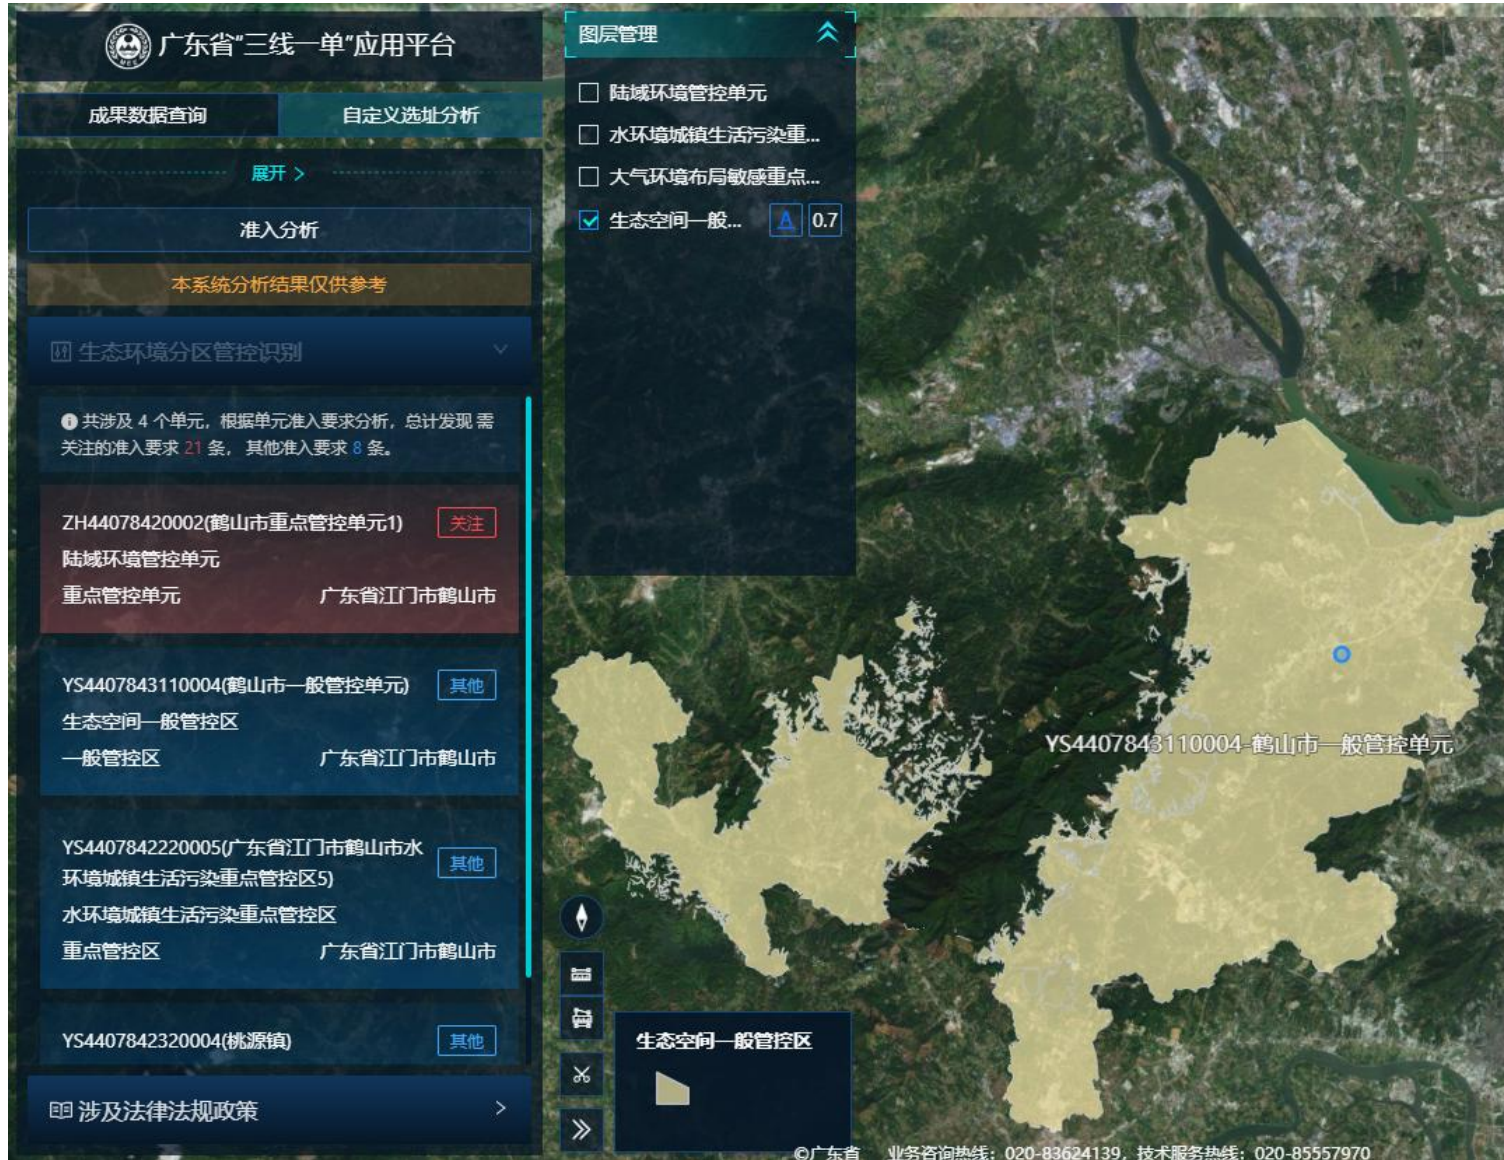 广东省“三线一单”应用平台
成果数据查询
自定义选址分析
展开 >
准入分析
本系统分析结果仅供参考
生态环境分区管控识别
共涉及 4 个单元，根据单元准入要求分析，总计发现 需
关注的准入要求 21 条， 其他准入要求 8 条。
ZH44078420002(鹤山市重点管控单元1)
关注
陆域环境管控单元
重点管控单元
广东省江门市鹤山市
YS4407843110004(鹤山市一般管控单元)
其他
生态空间一般管控区
一般管控区
广东省江门市鹤山市
YS4407842220005(广东省江门市鹤山市水
环境城镇生活污染重点管控区5)
其他
水环境城镇生活污染重点管控区
重点管控区
广东省江门市鹤山市
YS4407842320004(桃源镇)
其他
涉及法律法规政策
图层管理
陆域环境管控单元
水环境城镇生活污染重...
大气环境布局敏感重点...
生态空间一般...
A
0.7
YS4407843110004-鹤山市一般管控单元
生态空间一般管控区
©广东省
业务咨询热线：020-83624139，技术服务热线：020-85557970